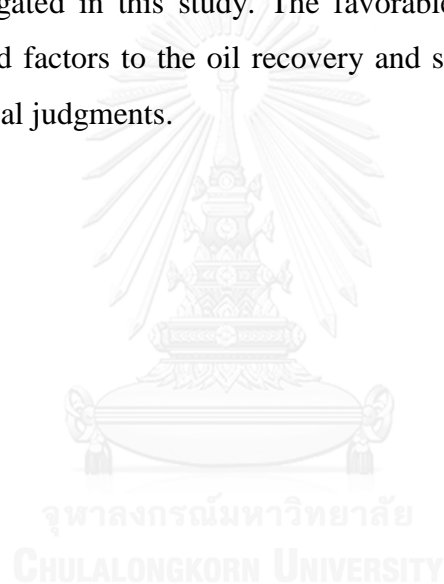 gated in this study. The favorable
d factors to the oil recovery and s
al judgments.
จุฬาลงกรณ์มหาวิทยาลัย
CHULALONGKORN UNIVERSITY